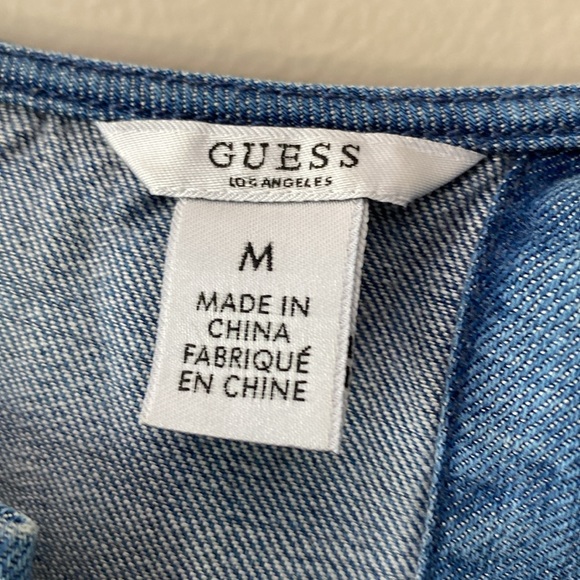 GUESS
LOS ANGELES
M
MADE IN
CHINA
FABRIQUÉ
EN CHINE